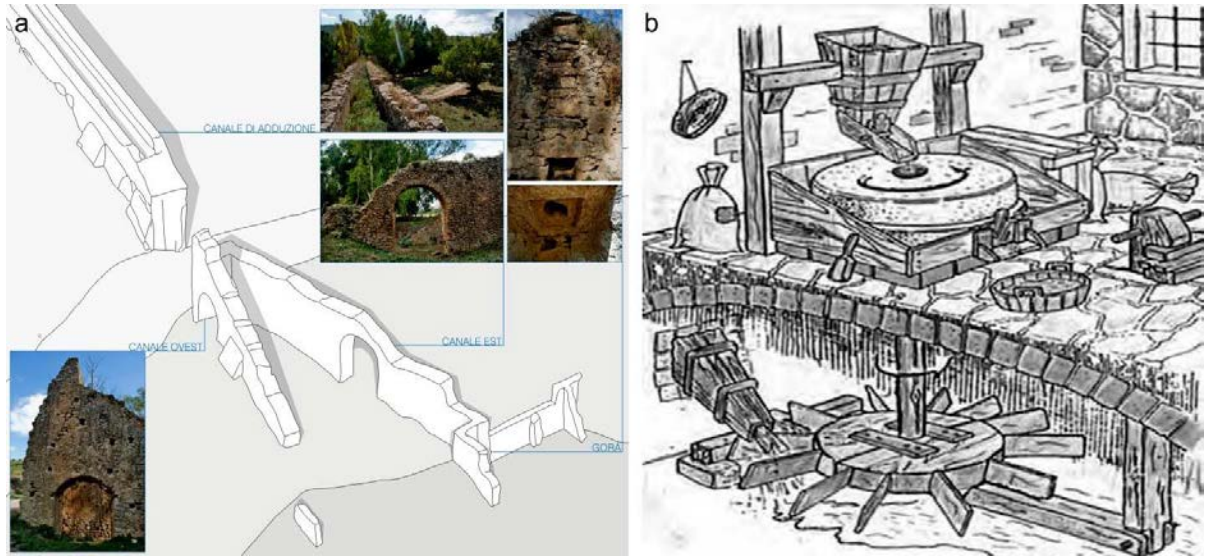 a
b
CANALE DI ADDUZIONE
CANALE OVEST
CANALE EST
GORA